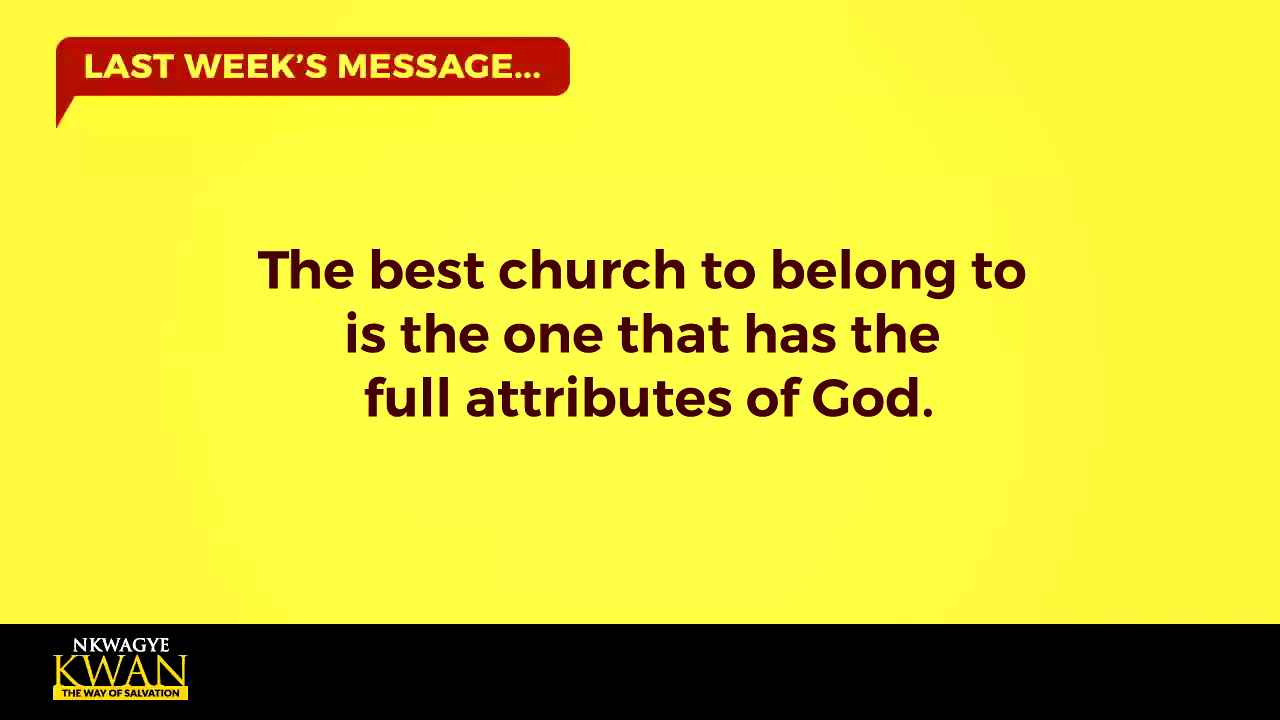 LAST WEEK’S MESSAGE...
The best church to belong to
is the one that has the
full attributes of God.
NKWAGYE
KWAN
THE WAY OF SALVATION